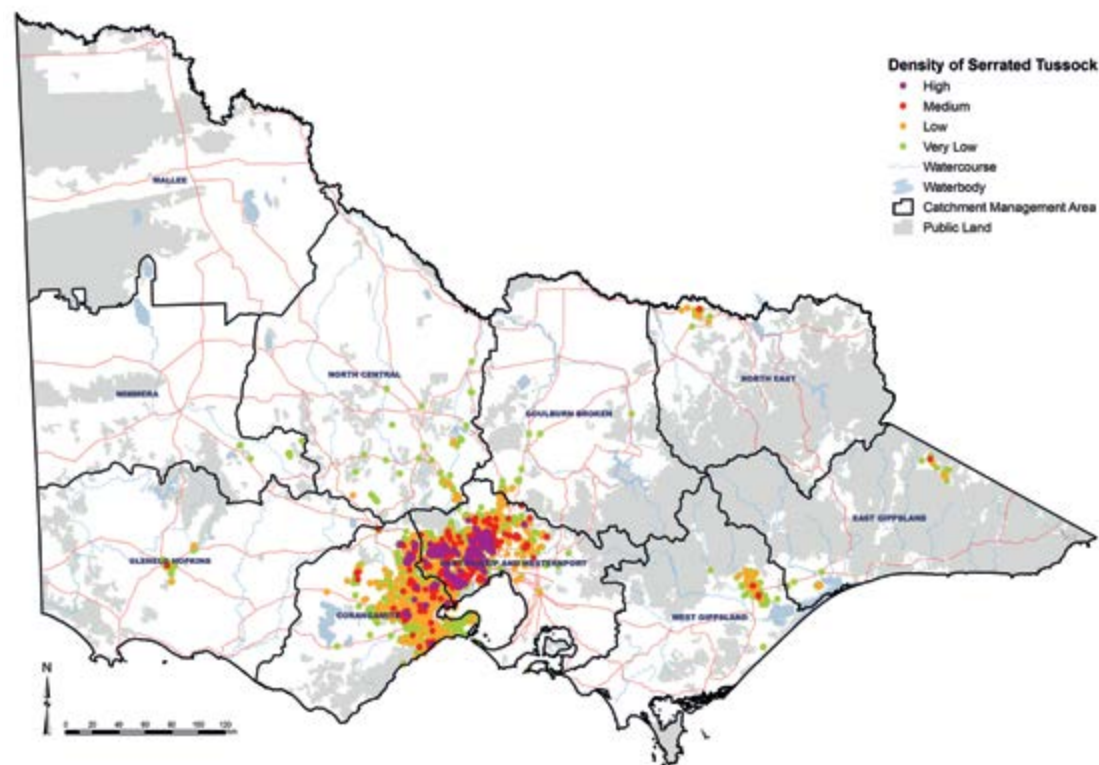 Density of Serrated Tussock
High
Medium
Low
Very Low
Watercourse
Waterbody
Catchment Management Area
Public Land
MALLEE
WIMMERA
NORTH CENTRAL
GOULBURN BROKEN
NORTH EAST
EAST GIPPSLAND
GLENELG HOPKINS
AND WESTERNPORT
CORANGAMITE
WEST GIPPSLAND
N
0 20 40 60 80 100 120